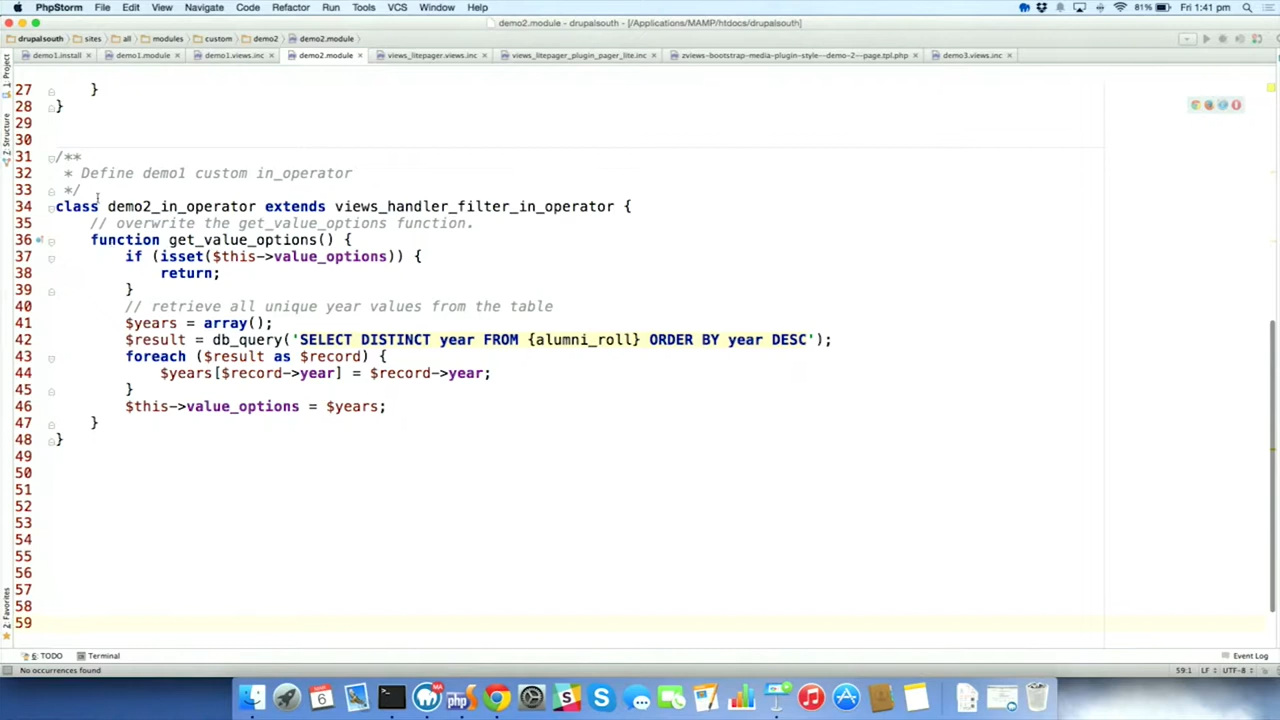 PhpStorm File Edit View Navigate Code Refactor Run Tools VCS Window Help 81% Fri 1:41 pm
demo2.module - [/Applications/MAMP/htdocs/drupalsouth]
drupalsouth sites all modules custom demo2 demo2.module
demo1.install demo1.module demo1.views.inc demo2.module views_litepager.views.inc views_litepager_plugin_pager_lite.inc zviews-bootstrap-media-plugin-style--demo-2---page.tpl.php demo3.views.inc
1: Project
Z: Structure
2: Favorites
27 }
28 }
29
30
31 /**
32 * Define demo1 custom in_operator
33 */
34 class demo2_in_operator extends views_handler_filter_in_operator {
35 // overwrite the get_value_options function.
36 function get_value_options() {
37 if (isset($this->value_options)) {
38 return;
39 }
40 // retrieve all unique year values from the table
41 $years = array();
42 $result = db_query('SELECT DISTINCT year FROM {alumni_roll} ORDER BY year DESC');
43 foreach ($result as $record) {
44 $years[$record->year] = $record->year;
45 }
46 $this->value_options = $years;
47 }
48 }
49
50
51
52
53
54
55
56
57
58
59
6: TODO Terminal Event Log
No occurrences found 59:1 LF UTF-8